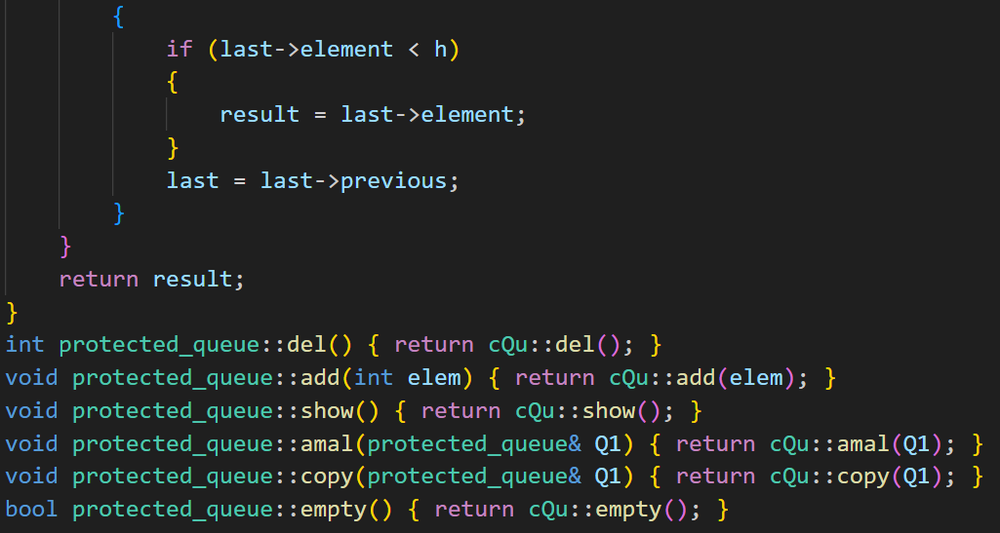 {
if (last->element < h)
{
result = last->element;
}
last = last->previous;
}
}
return result;
}
int protected_queue::del() { return cQu::del(); }
void protected_queue::add(int elem) { return cQu::add(elem); }
void protected_queue::show() { return cQu::show(); }
void protected_queue::amal(protected_queue& Q1) { return cQu::amal(Q1); }
void protected_queue::copy(protected_queue& Q1) { return cQu::copy(Q1); }
bool protected_queue::empty() { return cQu::empty(); }